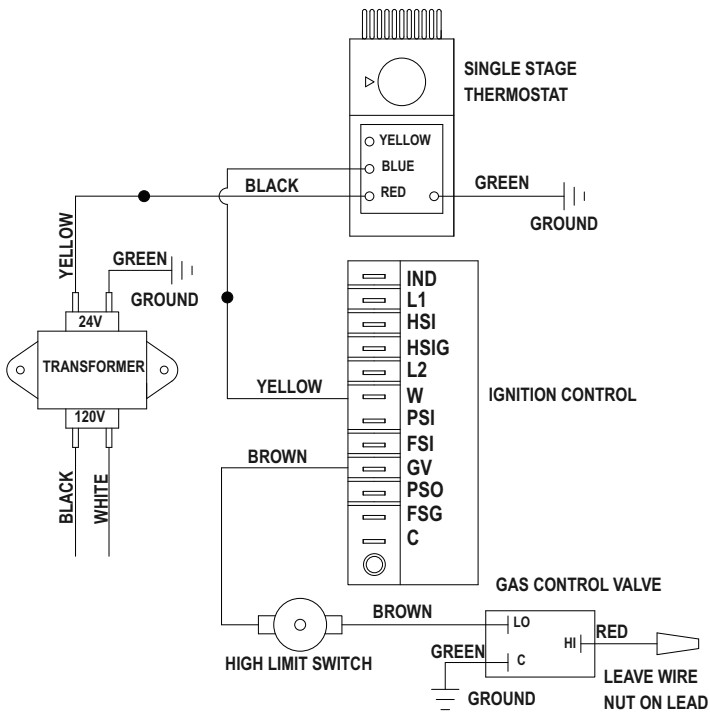 SINGLE STAGE
THERMOSTAT
YELLOW
BLUE
RED
BLACK
GREEN
GROUND
YELLOW
GREEN
GROUND
24V
TRANSFORMER
120V
BLACK
WHITE
IND
L1
HSI
HSIG
L2
W
PSI
FSI
GV
PSO
FSG
C
YELLOW
IGNITION CONTROL
BROWN
HIGH LIMIT SWITCH
BROWN
GAS CONTROL VALVE
LO
HI
C
RED
GREEN
GROUND
LEAVE WIRE
NUT ON LEAD